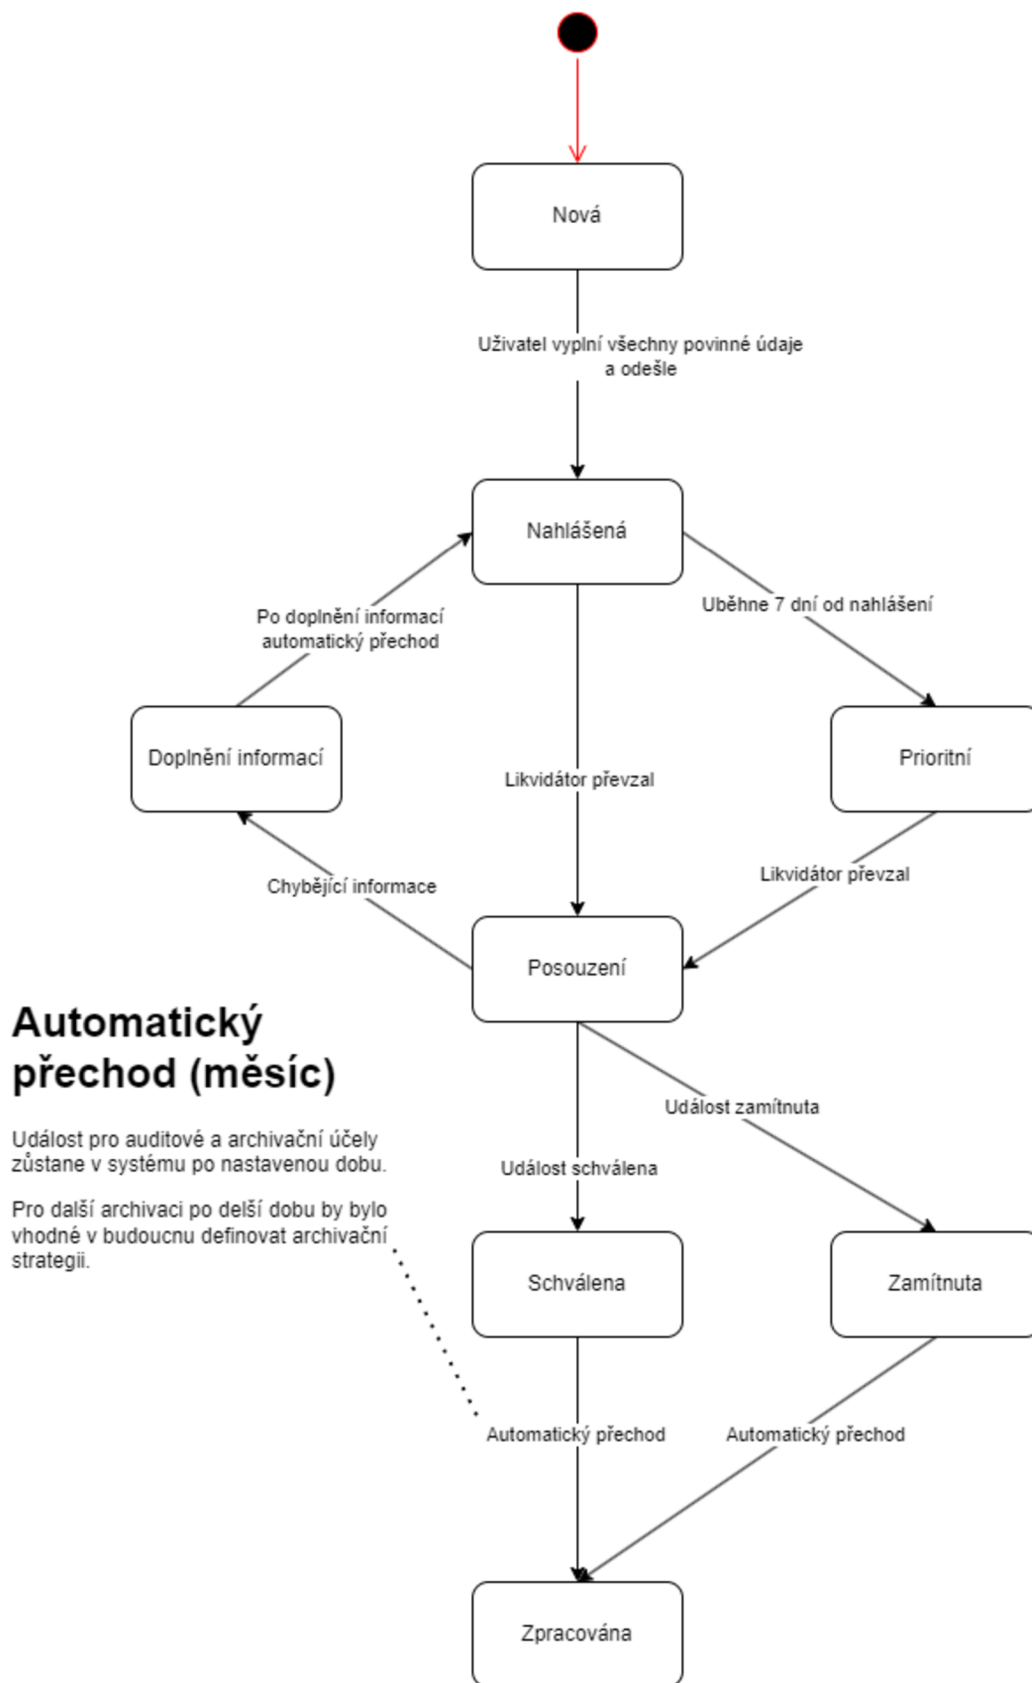 Nová
Uživatel vyplní všechny povinné údaje
a odešle
Nahlášená
Po doplnění informací
automatický přechod
Uběhne 7 dní od nahlášení
Doplnění informací
Likvidátor převzal
Prioritní
Chybějící informace
Likvidátor převzal
Posouzení
Automatický
přechod (měsíc)
Událost pro auditové a archivační účely
zůstane v systému po nastavenou dobu.
Pro další archivaci po delší dobu by bylo
vhodné v budoucnu definovat archivační
strategii.
Událost zamítnuta
Událost schválena
Schválena
Zamítnuta
Automatický přechod
Automatický přechod
Zpracována